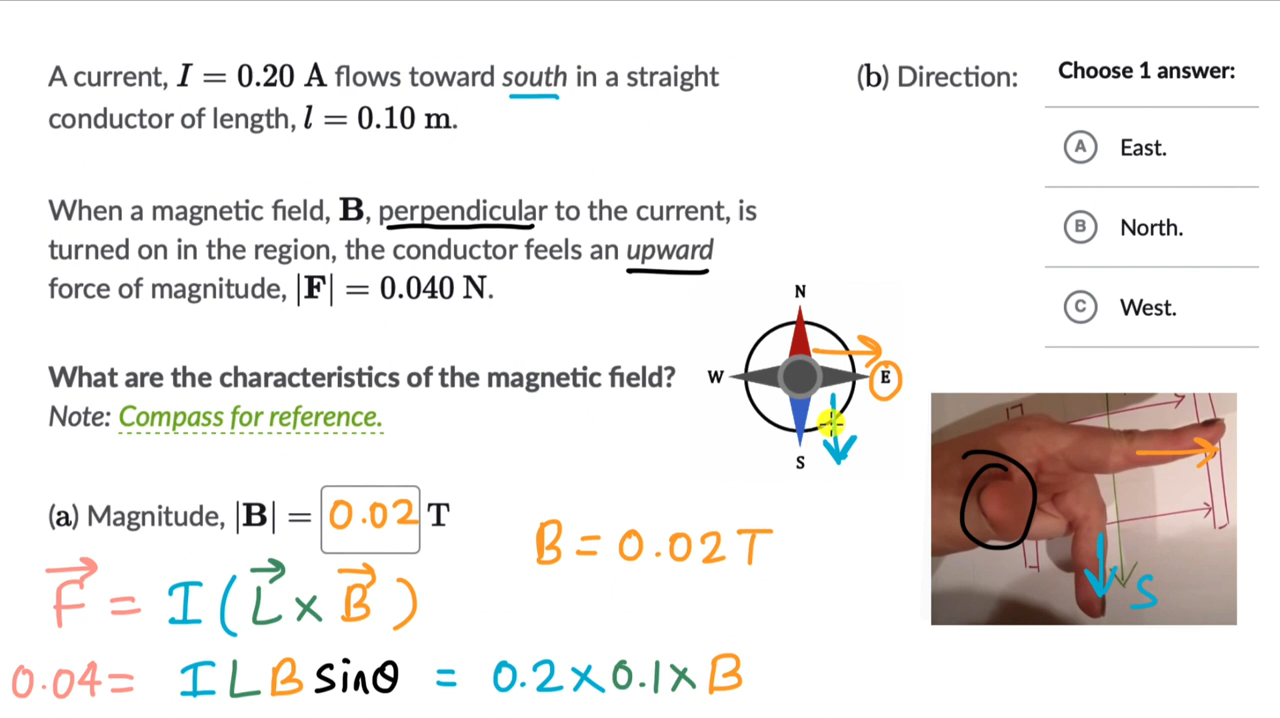 A current, I = 0.20 A flows toward south in a straight
conductor of length, l = 0.10 m.
When a magnetic field, B, perpendicular to the current, is
turned on in the region, the conductor feels an upward
force of magnitude, |F| = 0.040 N.
What are the characteristics of the magnetic field?
Note: Compass for reference.
N
W
E
S
(a) Magnitude, |B| = 0.02 T
B = 0.02 T
F = I ( L × B )
0.04 = I L B sinθ = 0.2 × 0.1 × B
(b) Direction:
Choose 1 answer:
A East.
B North.
C West.
S